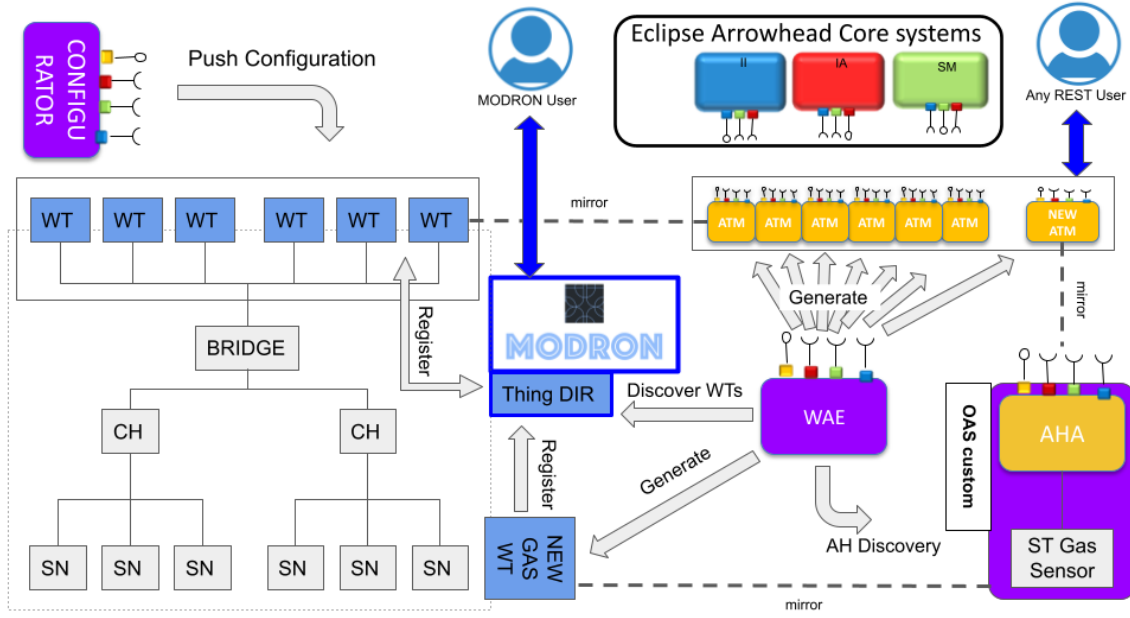 CONFIGU
RATOR
Push Configuration
MODRON User
Eclipse Arrowhead Core systems
II
IA
SM
Any REST User
WT
WT
WT
WT
WT
WT
mirror
ATM
ATM
ATM
ATM
ATM
ATM
NEW
ATM
Register
Generate
mirror
BRIDGE
MODRON
Thing DIR
Discover WTs
WAE
OAS custom
AHA
CH
CH
Register
Generate
SN
SN
SN
SN
SN
SN
NEW
GAS
WT
AH Discovery
ST Gas
Sensor
mirror